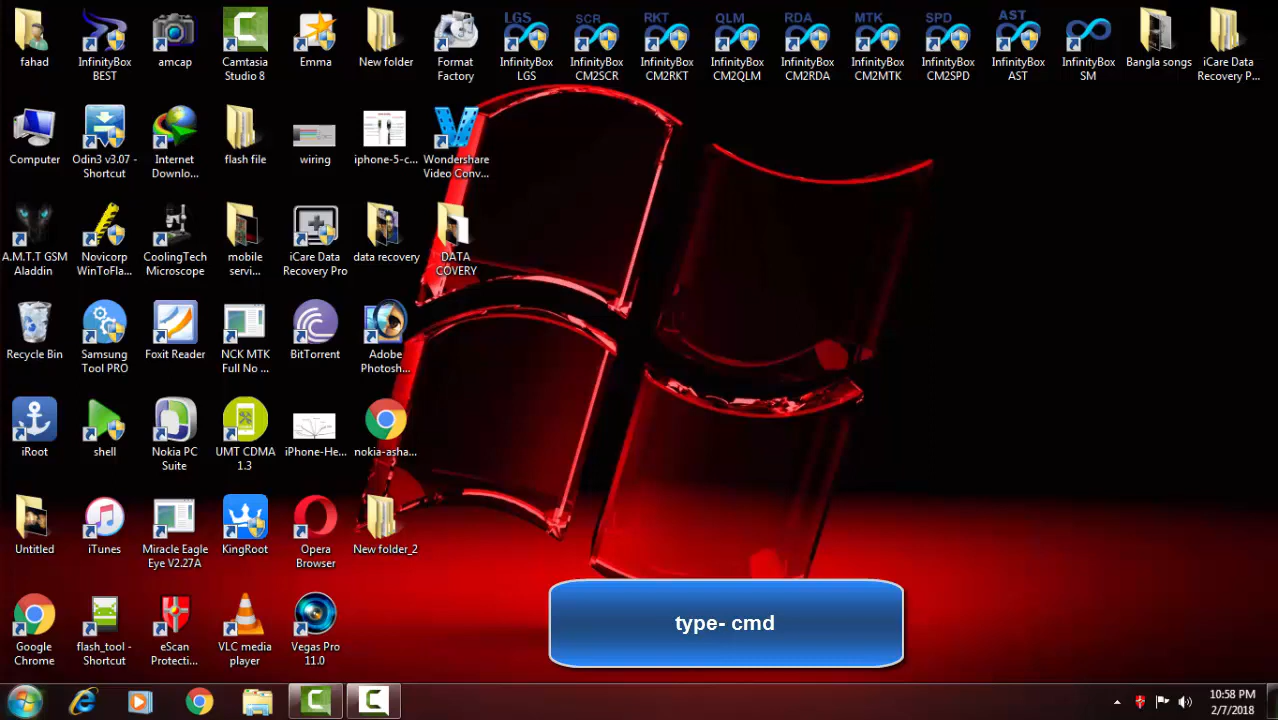 fahad
InfinityBox
BEST
amcap
Camtasia
Studio 8
Emma
New folder
Format
Factory
LGS
InfinityBox
LGS
SCR
InfinityBox
CM2SCR
RKT
InfinityBox
CM2RKT
QLM
InfinityBox
CM2QLM
RDA
InfinityBox
CM2RDA
MTK
InfinityBox
CM2MTK
SPD
InfinityBox
CM2SPD
AST
InfinityBox
AST
InfinityBox
SM
Bangla songs
iCare Data
Recovery P...
Computer
Odin3 v3.07 -
Shortcut
Internet
Downlo...
flash file
wiring
iphone-5-c...
Wondershare
Video Conv...
A.M.T.T GSM
Aladdin
Novicorp
WinToFla...
CoolingTech
Microscope
mobile
servi...
iCare Data
Recovery Pro
data recovery
DATA
COVERY
Recycle Bin
Samsung
Tool PRO
Foxit Reader
NCK MTK
Full No ...
BitTorrent
Adobe
Photosh...
iRoot
shell
Nokia PC
Suite
UMT CDMA
1.3
iPhone-He...
nokia-asha...
Untitled
iTunes
Miracle Eagle
Eye V2.27A
KingRoot
Opera
Browser
New folder_2
Google
Chrome
flash_tool -
Shortcut
eScan
Protecti...
VLC media
player
Vegas Pro
11.0
type- cmd
10:58 PM
2/7/2018